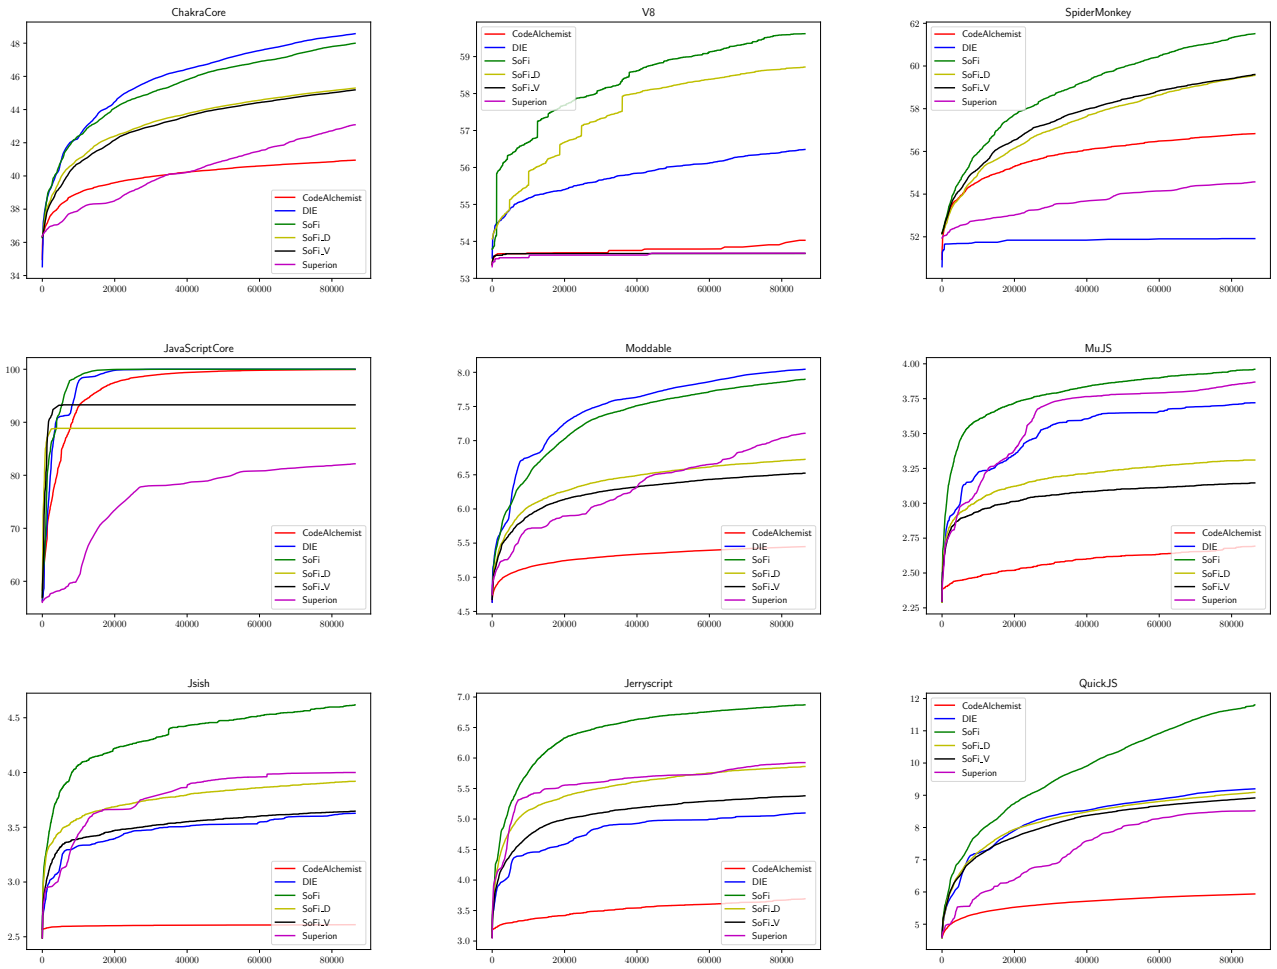 ChakraCore
48
46
44
42
40
38
36
34
0
20000
40000
60000
80000
CodeAlchemist
DIE
SoFi
SoFi_D
SoFi_V
Superion
V8
59
58
57
56
55
54
53
0
20000
40000
60000
80000
CodeAlchemist
DIE
SoFi
SoFi_D
SoFi_V
Superion
SpiderMonkey
62
60
58
56
54
52
0
20000
40000
60000
80000
CodeAlchemist
DIE
SoFi
SoFi_D
SoFi_V
Superion
JavaScriptCore
100
90
80
70
60
0
20000
40000
60000
80000
CodeAlchemist
DIE
SoFi
SoFi_D
SoFi_V
Superion
Moddable
8.0
7.5
7.0
6.5
6.0
5.5
5.0
4.5
0
20000
40000
60000
80000
CodeAlchemist
DIE
SoFi
SoFi_D
SoFi_V
Superion
MuJS
4.00
3.75
3.50
3.25
3.00
2.75
2.50
2.25
0
20000
40000
60000
80000
CodeAlchemist
DIE
SoFi
SoFi_D
SoFi_V
Superion
Jsish
4.5
4.0
3.5
3.0
2.5
0
20000
40000
60000
80000
CodeAlchemist
DIE
SoFi
SoFi_D
SoFi_V
Superion
Jerryscript
7.0
6.5
6.0
5.5
5.0
4.5
4.0
3.5
3.0
0
20000
40000
60000
80000
CodeAlchemist
DIE
SoFi
SoFi_D
SoFi_V
Superion
QuickJS
12
11
10
9
8
7
6
5
0
20000
40000
60000
80000
CodeAlchemist
DIE
SoFi
SoFi_D
SoFi_V
Superion